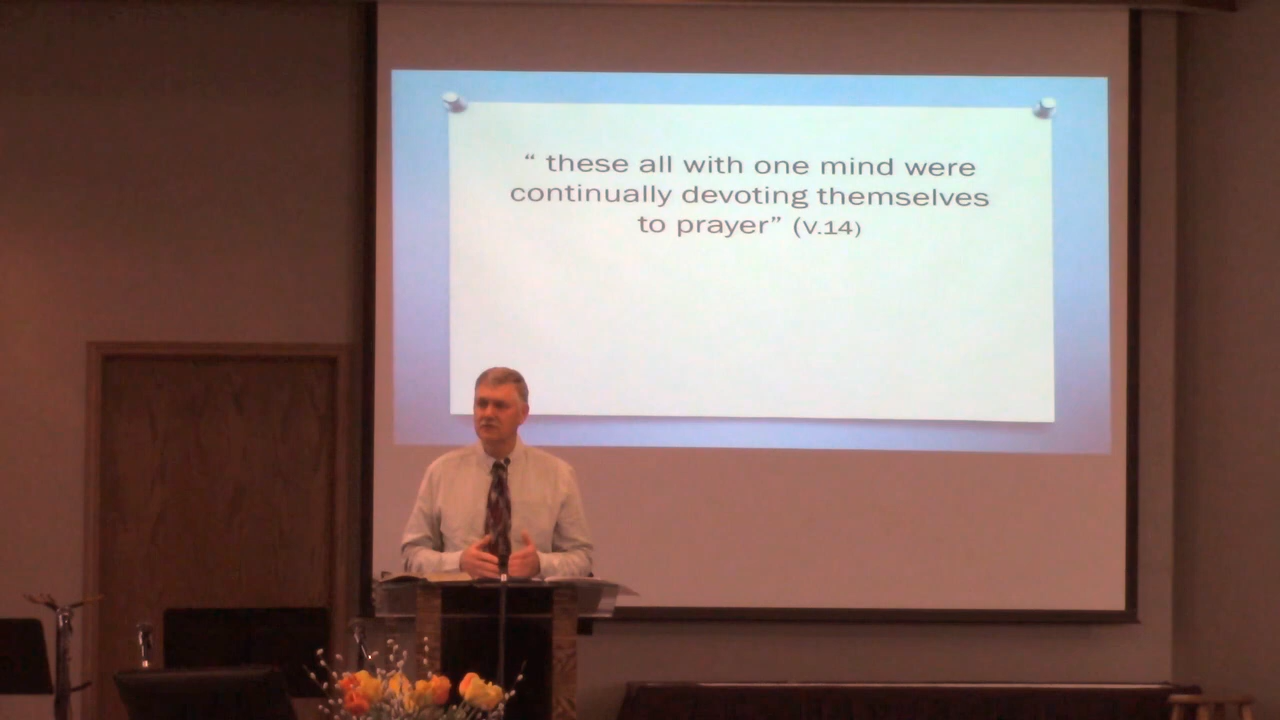 “ these all with one mind were
continually devoting themselves
to prayer” (V.14)